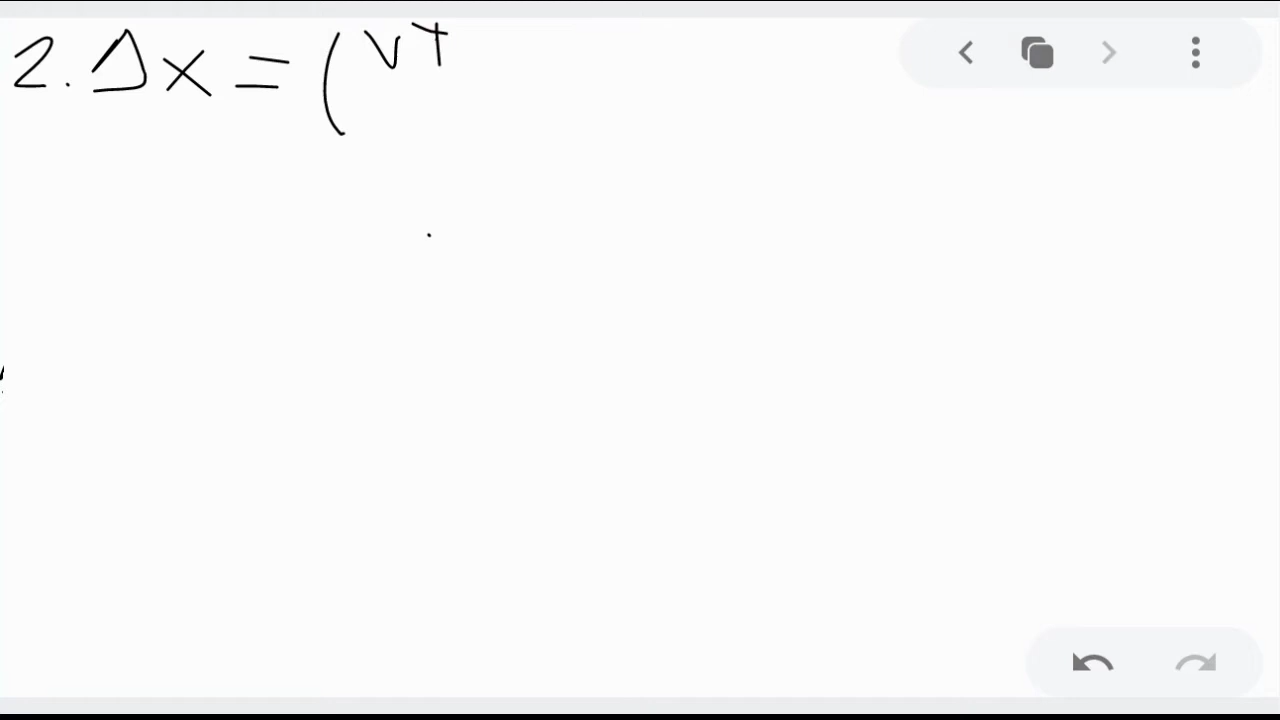 2. Δx = (v+